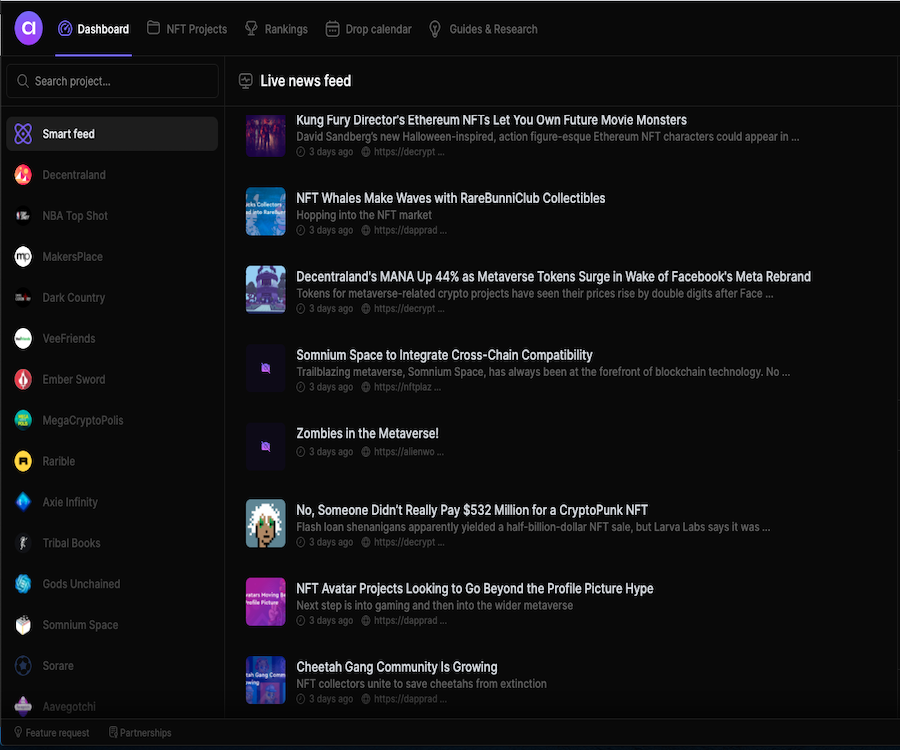 a
Dashboard
NFT Projects
Rankings
Drop calendar
Guides & Research
Search project...
Live news feed
Smart feed
Decentraland
NBA Top Shot
MakersPlace
mp
Dark Country
VeeFriends
Ember Sword
MegaCryptoPolis
Rarible
Axie Infinity
Tribal Books
Gods Unchained
Somnium Space
Sorare
Aavegotchi
Kung Fury Director's Ethereum NFTs Let You Own Future Movie Monsters
David Sandberg's new Halloween-inspired, action figure-esque Ethereum NFT characters could appear in ...
3 days ago https://decrypt ...
NFT Whales Make Waves with RareBunniClub Collectibles
Hopping into the NFT market
3 days ago https://dapprad ...
Decentraland's MANA Up 44% as Metaverse Tokens Surge in Wake of Facebook's Meta Rebrand
Tokens for metaverse-related crypto projects have seen their prices rise by double digits after Face ...
3 days ago https://decrypt ...
Somnium Space to Integrate Cross-Chain Compatibility
Trailblazing metaverse, Somnium Space, has always been at the forefront of blockchain technology. No ...
3 days ago https://nftplaz ...
Zombies in the Metaverse!
3 days ago https://alienwo ...
No, Someone Didn't Really Pay $532 Million for a CryptoPunk NFT
Flash loan shenanigans apparently yielded a half-billion-dollar NFT sale, but Larva Labs says it was ...
3 days ago https://decrypt ...
NFT Avatar Projects Looking to Go Beyond the Profile Picture Hype
Next step is into gaming and then into the wider metaverse
3 days ago https://dapprad ...
Cheetah Gang Community Is Growing
NFT collectors unite to save cheetahs from extinction
3 days ago https://dapprad ...
Feature request
Partnerships